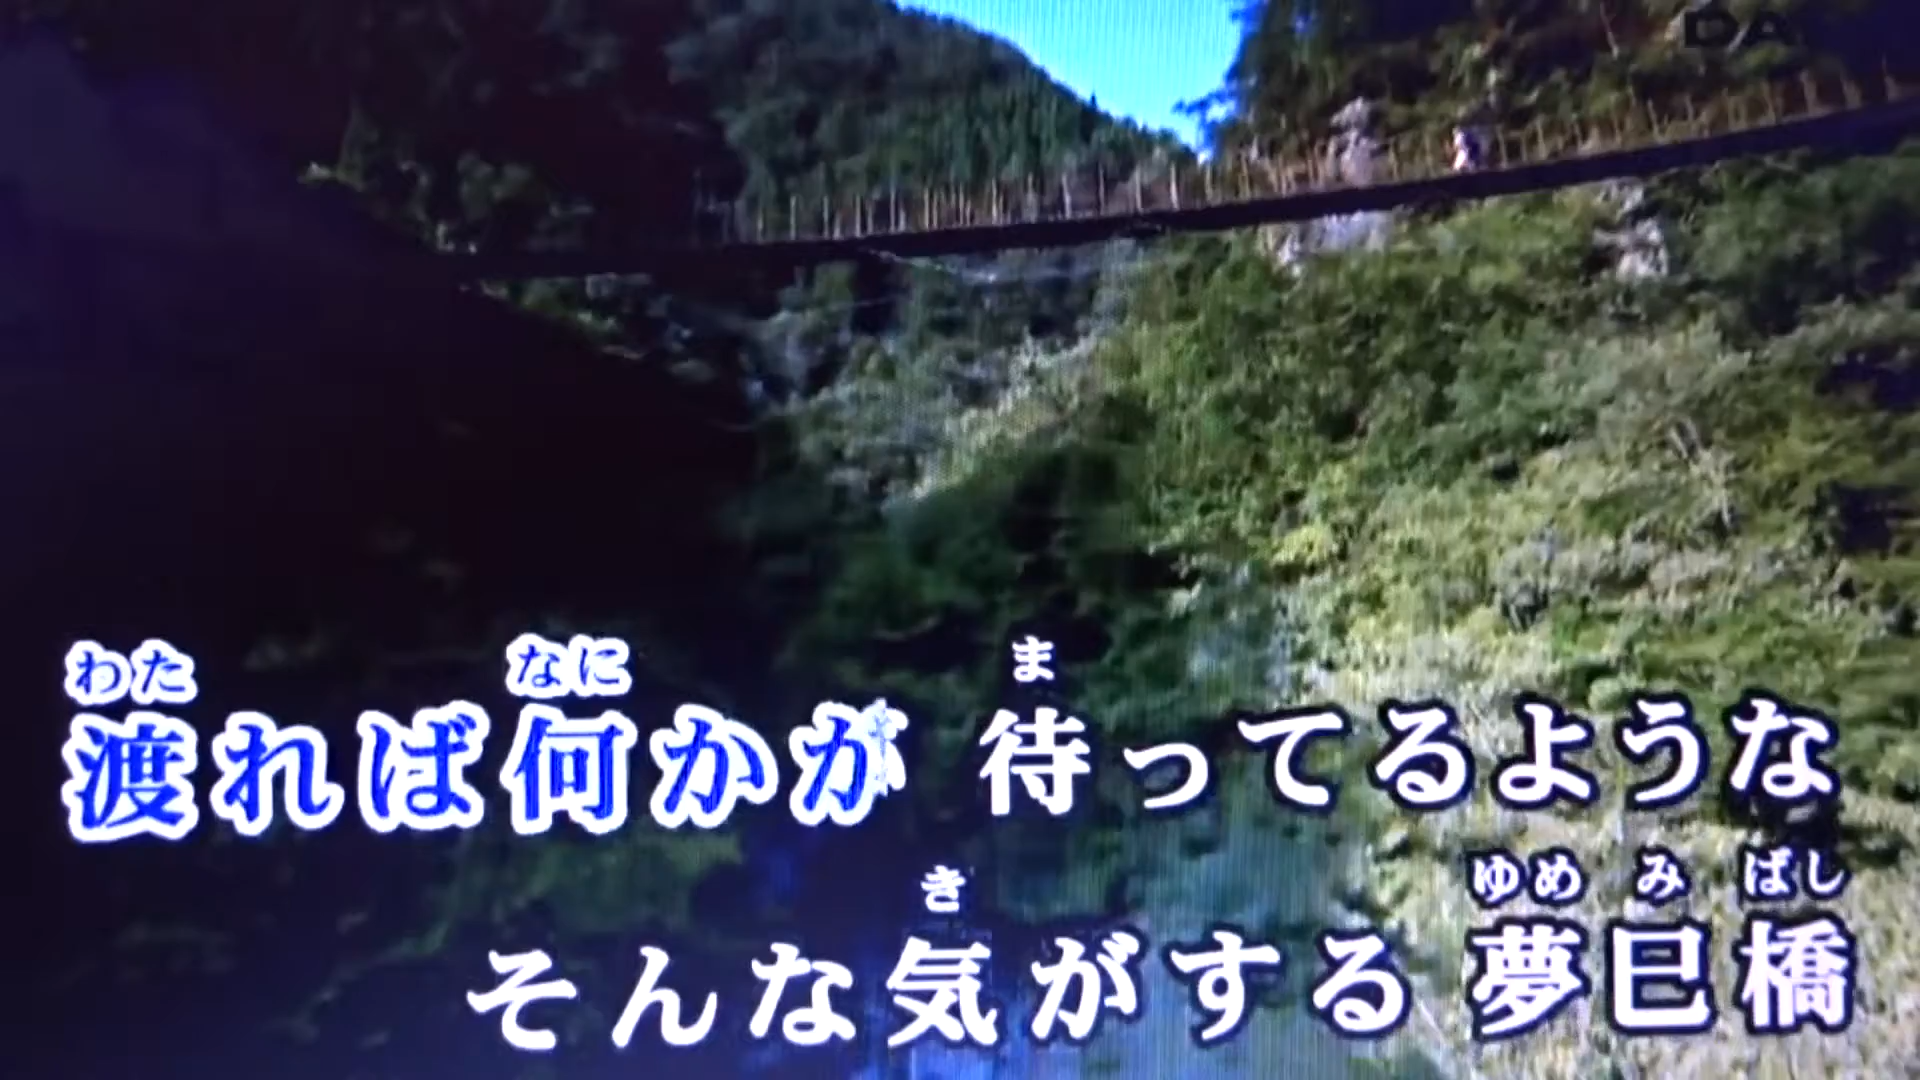 DA
わた なに ま
渡れば何かが 待ってるような
き ゆめ み ばし
そんな気がする 夢巳橋